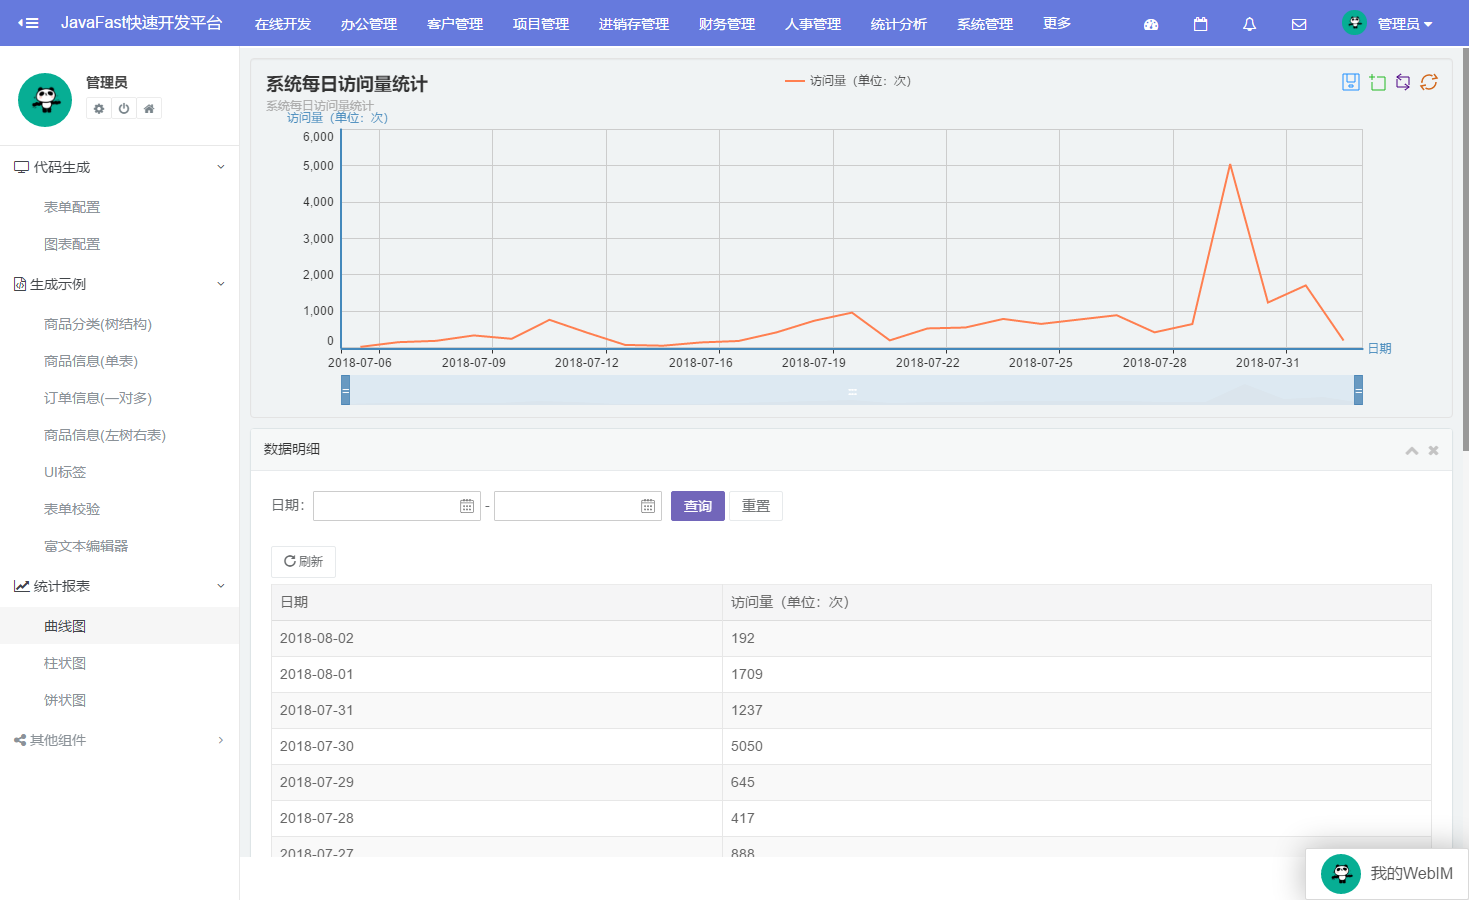 JavaFast快速开发平台 在线开发 办公管理 客户管理 项目管理 进销存管理 财务管理 人事管理 统计分析 系统管理 更多 管理员
管理员
代码生成
表单配置
图表配置
生成示例
商品分类(树结构)
商品信息(单表)
订单信息(一对多)
商品信息(左树右表)
UI标签
表单校验
富文本编辑器
统计报表
曲线图
柱状图
饼状图
其他组件
系统每日访问量统计
系统每日访问量统计
访问量（单位：次）
访问量（单位：次）
6,000
5,000
4,000
3,000
2,000
1,000
0
2018-07-06 2018-07-09 2018-07-12 2018-07-16 2018-07-19 2018-07-22 2018-07-25 2018-07-28 2018-07-31
日期
数据明细
日期： - 查询 重置
刷新
日期 访问量（单位：次）
2018-08-02 192
2018-08-01 1709
2018-07-31 1237
2018-07-30 5050
2018-07-29 645
2018-07-28 417
2018-07-27 888
我的WebIM